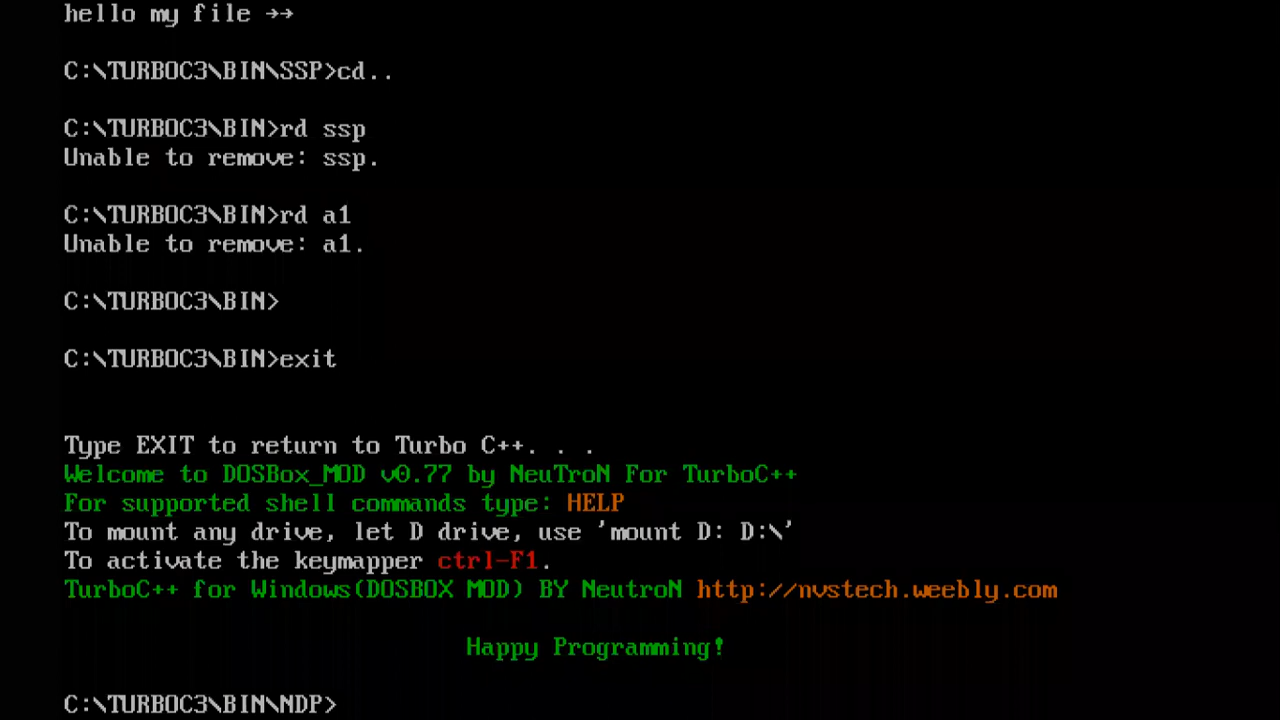 hello my file →→
C:\TURBOC3\BIN\SSP>cd..
C:\TURBOC3\BIN>rd ssp
Unable to remove: ssp.
C:\TURBOC3\BIN>rd a1
Unable to remove: a1.
C:\TURBOC3\BIN>
C:\TURBOC3\BIN>exit
Type EXIT to return to Turbo C++. . .
Welcome to DOSBox_MOD v0.77 by NeuTroN For TurboC++
For supported shell commands type: HELP
To mount any drive, let D drive, use 'mount D: D:\'
To activate the keymapper ctrl-F1.
TurboC++ for Windows(DOSBOX MOD) BY NeutroN http://nvstech.weebly.com
Happy Programming!
C:\TURBOC3\BIN\NDP>